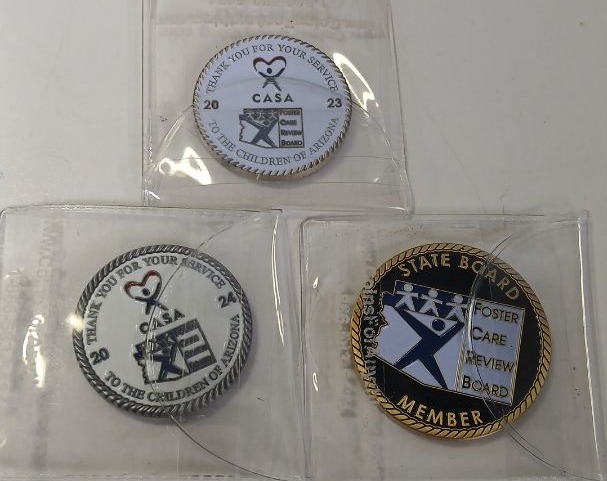 THANK YOU FOR YOUR SERVICE
CASA
20 23
FOSTER
CARE
REVIEW
BOARD
TO THE CHILDREN OF ARIZONA
THANK YOU FOR YOUR SERVICE
CASA
20 24
TO THE CHILDREN OF ARIZONA
STATE BOARD
FOSTER
CARE
REVIEW
BOARD
MEMBER